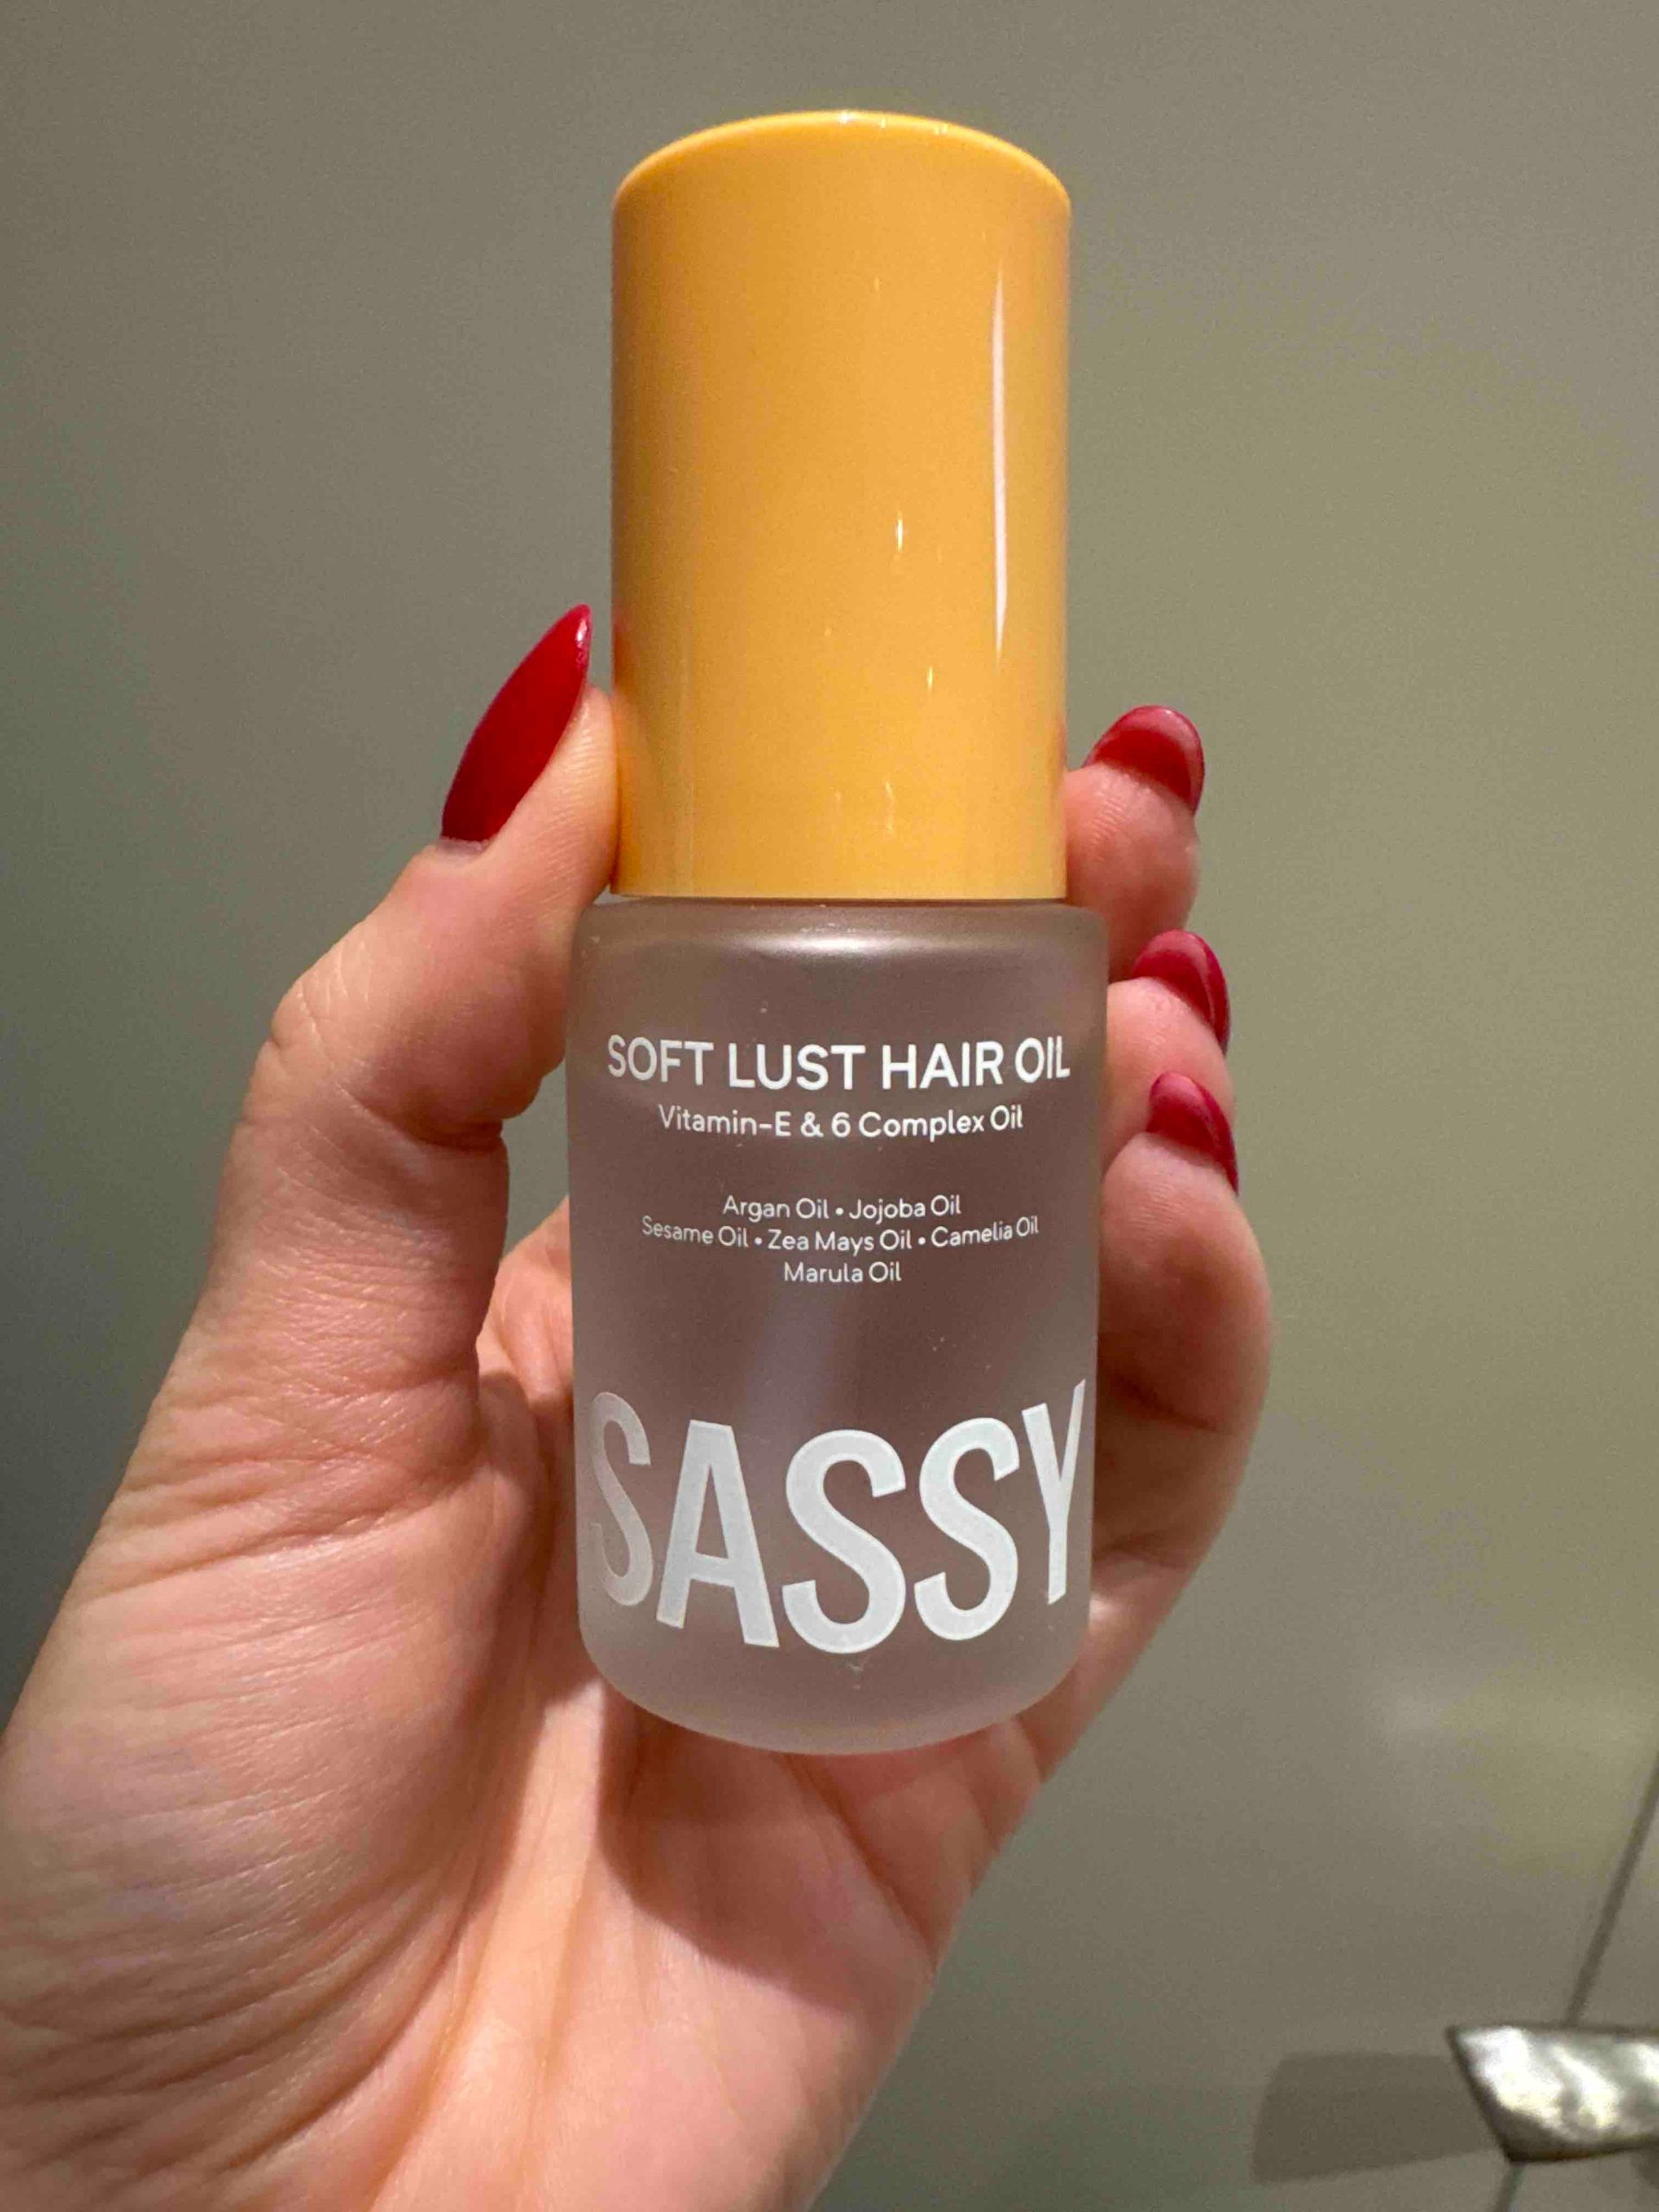 SOFT LUST HAIR OIL
Vitamin-E & 6 Complex Oil
Argan Oil • Jojoba Oil
Sesame Oil • Zea Mays Oil • Camelia Oil
Marula Oil
SASSY